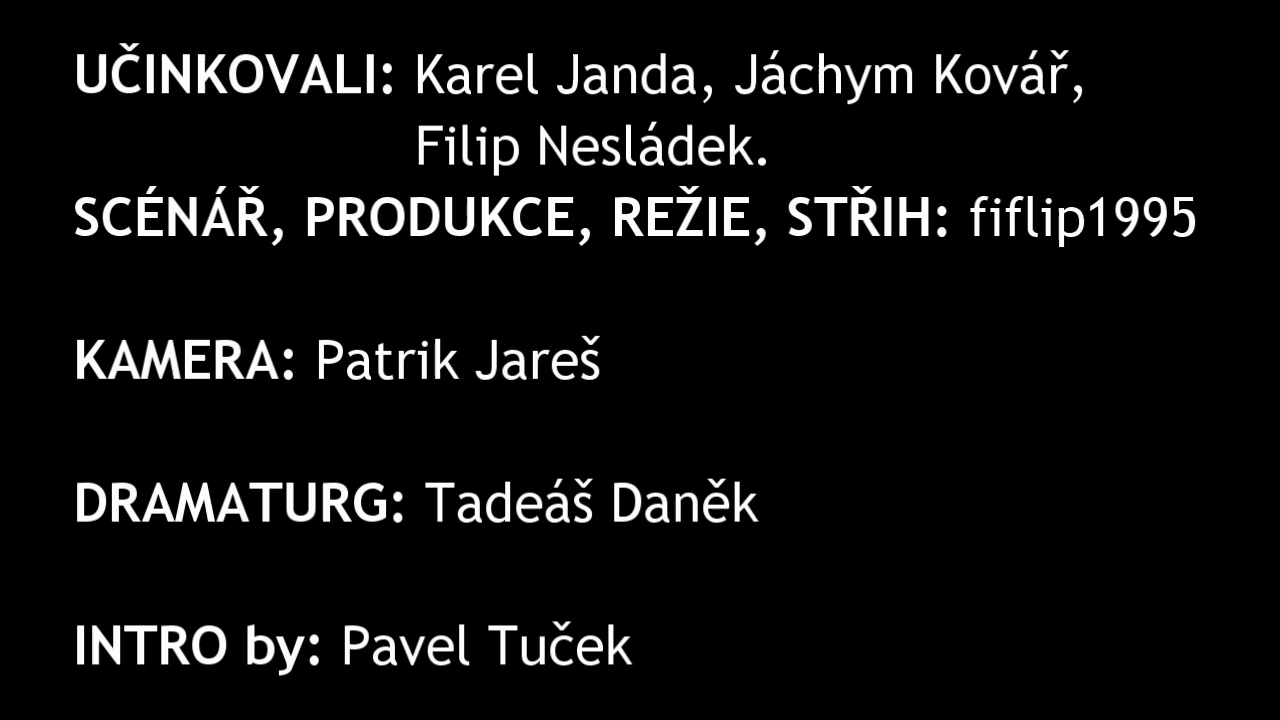 UČINKOVALI: Karel Janda, Jáchym Kovář,
Filip Nesládek.
SCÉNÁŘ, PRODUKCE, REŽIE, STŘIH: fiflip1995
KAMERA: Patrik Jareš
DRAMATURG: Tadeáš Daněk
INTRO by: Pavel Tuček